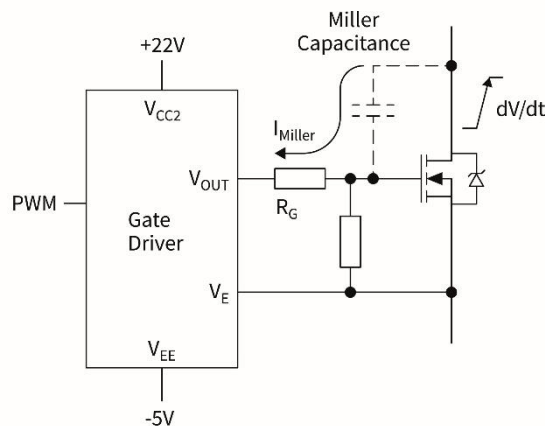 Miller
Capacitance
+22V
V_CC2
dV/dt
I_Miller
V_OUT
PWM
R_G
Gate
Driver
V_E
V_EE
-5V